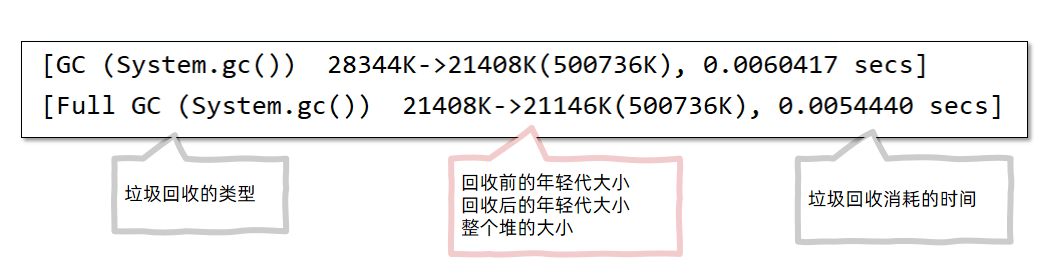 [GC (System.gc())  28344K->21408K(500736K), 0.0060417 secs]
[Full GC (System.gc())  21408K->21146K(500736K), 0.0054440 secs]
垃圾回收的类型
回收前的年轻代大小
回收后的年轻代大小
整个堆的大小
垃圾回收消耗的时间